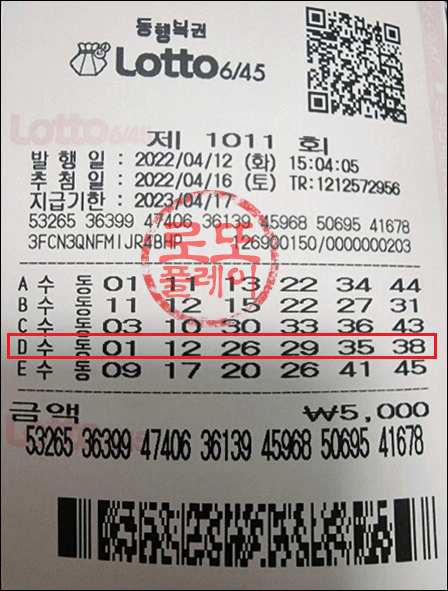 동행복권
Lotto 6/45
제 1011 회
발 행 일 : 2022/04/12 (화) 15:04:05
추 첨 일 : 2022/04/16 (토) TR:1212572956
지급기한 : 2023/04/17
53265 36399 47406 36139 45968 50695 41678
3FCN3QNFMIJR4BHP 126900150/0000000203
로또
플레이
A 수 동 01 11 13 22 34 44
B 수 동 11 12 15 22 27 31
C 수 동 03 10 30 33 36 43
D 수 동 01 12 26 29 35 38
E 수 동 09 17 20 26 41 45
금액 ₩5,000
53265 36399 47406 36139 45968 50695 41678